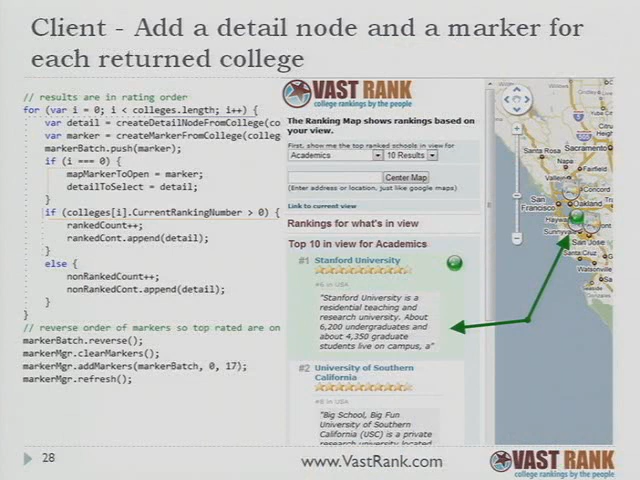 Client - Add a detail node and a marker for
each returned college
// results are in rating order
for (var i = 0; i < colleges.length; i++) {
var detail = createDetailNodeFromCollege(co
var marker = createMarkerFromCollege(colleg
markerBatch.push(marker);
if (i === 0) {
mapMarkerToOpen = marker;
detailToSelect = detail;
}
if (colleges[i].CurrentRankingNumber > 0) {
rankedCount++;
rankedCont.append(detail);
}
else {
nonRankedCount++;
nonRankedCont.append(detail);
}
}
// reverse order of markers so top rated are on
markerBatch.reverse();
markerMgr.clearMarkers();
markerMgr.addMarkers(markerBatch, 0, 17);
markerMgr.refresh();
VAST RANK
college rankings by the people
The Ranking Map shows rankings based on
your view.
First, show me the top ranked schools in view for
Academics
10 Results
Center Map
(Enter address or location, just like google maps)
Link to current view
Rankings for what's in view
Top 10 in view for Academics
#1 Stanford University
#6 in USA
"Stanford University is a
residential teaching and
research university. About
6,200 undergraduates and
about 4,350 graduate
students live on campus, a"
#2 University of Southern
California
#8 in USA
"Big School, Big Fun
University of Southern
California (USC) is a private
research university located
Santa Rosa
Sacramento
Napa
Fairfield
San
Francisco
Oakland
Hayward
Sunnyvale
San Jose
Santa Cruz
Watsonville
Salinas
28
www.VastRank.com
VAST RANK
college rankings by the people